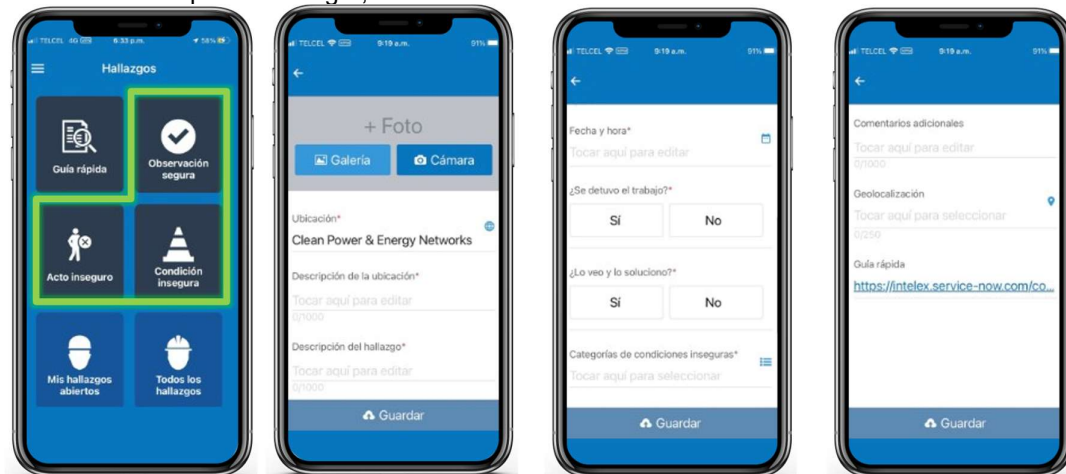 TELCEL 4G
6:33 p.m.
58%
Hallazgos
Guía rápida
Observación
segura
Acto inseguro
Condición
insegura
Mis hallazgos
abiertos
Todos los
hallazgos
TELCEL
9:19 a.m.
91%
+ Foto
Galería
Cámara
Ubicación*
Clean Power & Energy Networks
Descripción de la ubicación*
Tocar aquí para editar
0/1000
Descripción del hallazgo*
Tocar aquí para editar
0/1000
Guardar
TELCEL
9:19 a.m.
91%
Fecha y hora*
Tocar aquí para editar
¿Se detuvo el trabajo?*
Sí
No
¿Lo veo y lo soluciono?*
Sí
No
Categorías de condiciones inseguras*
Tocar aquí para seleccionar
Guardar
TELCEL
9:19 a.m.
91%
Comentarios adicionales
Tocar aquí para editar
0/1000
Geolocalización
Tocar aquí para seleccionar
0/250
Guía rápida
https://intelex.service-now.com/co...
Guardar